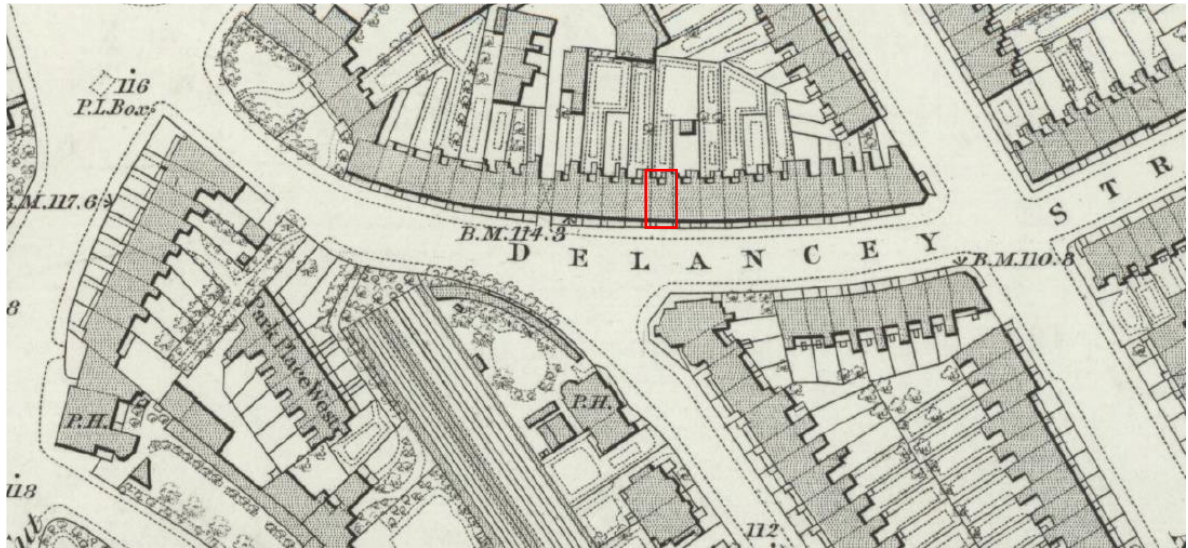 116
P.L.Box
B.M.117.6
B.M.114.3
DELANCEY STR
B.M.110.8
8
Park Place West
P.H.
P.H.
118
112